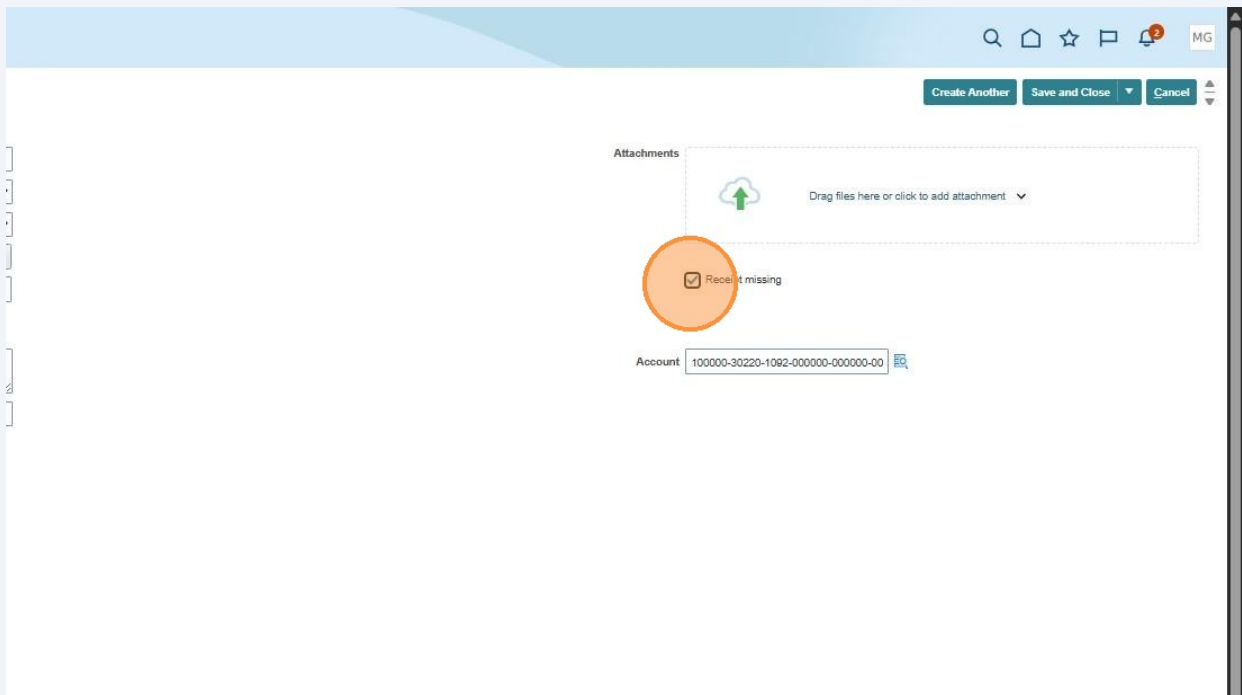 2
MG
Create Another Save and Close Cancel
Attachments
Drag files here or click to add attachment
Receipt missing
Account 100000-30220-1092-000000-000000-00